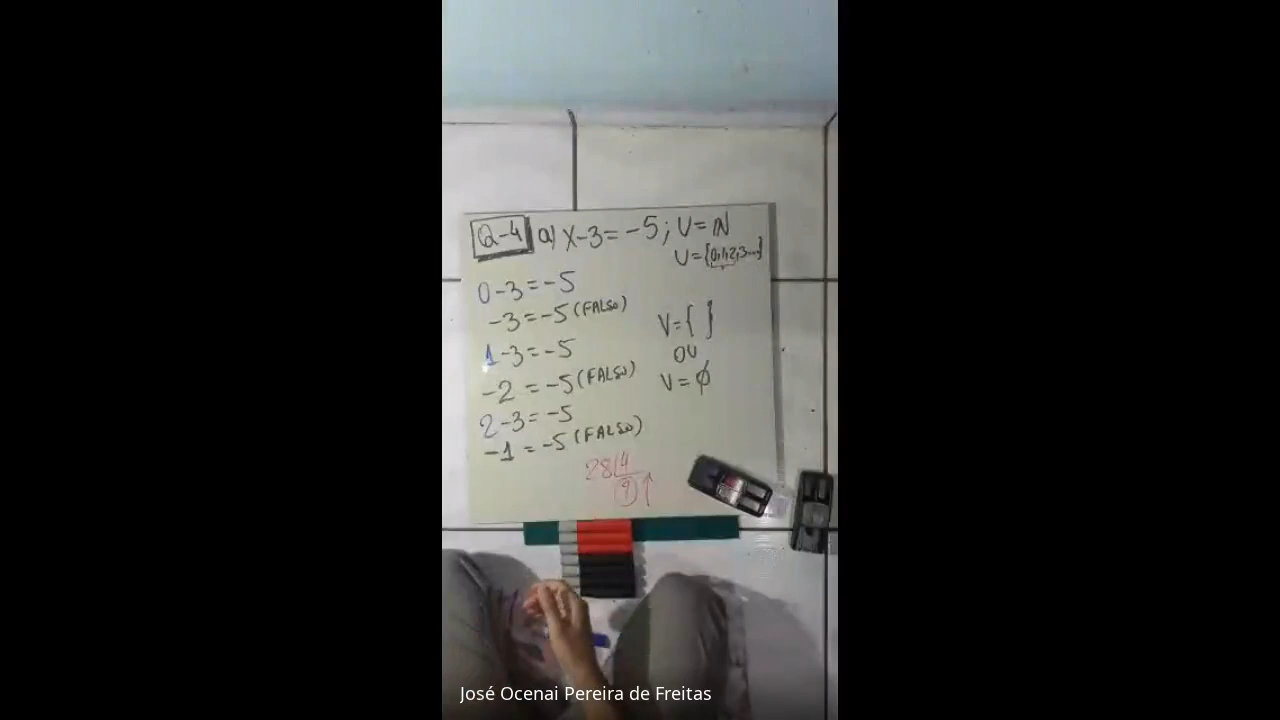 Q-4 a) X-3=-5; U=IN
U={0,1,2,3...}
0-3=-5
-3=-5 (FALSO)
1-3=-5
-2=-5 (FALSO)
2-3=-5
-1=-5 (FALSO)
V={ }
OU
V=Ø
28 4
José Ocenai Pereira de Freitas